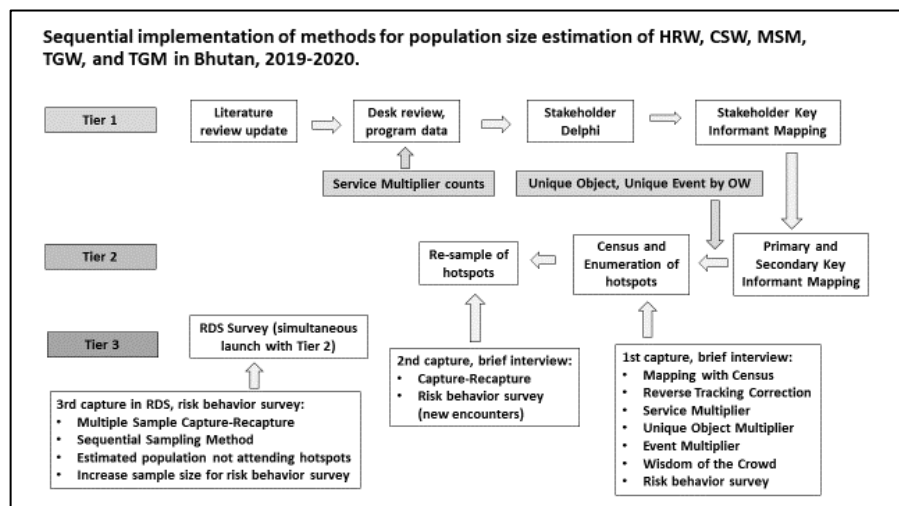 Sequential implementation of methods for population size estimation of HRW, CSW, MSM,
TGW, and TGM in Bhutan, 2019-2020.
Tier 1
Literature
review update
Desk review,
program data
Stakeholder
Delphi
Stakeholder Key
Informant Mapping
Service Multiplier counts
Unique Object, Unique Event by OW
Tier 2
Re-sample of
hotspots
Census and
Enumeration of
hotspots
Primary and
Secondary Key
Informant Mapping
Tier 3
RDS Survey (simultaneous
launch with Tier 2)
3rd capture in RDS, risk behavior survey:
• Multiple Sample Capture-Recapture
• Sequential Sampling Method
• Estimated population not attending hotspots
• Increase sample size for risk behavior survey
2nd capture, brief interview:
• Capture-Recapture
• Risk behavior survey
(new encounters)
1st capture, brief interview:
• Mapping with Census
• Reverse Tracking Correction
• Service Multiplier
• Unique Object Multiplier
• Event Multiplier
• Wisdom of the Crowd
• Risk behavior survey